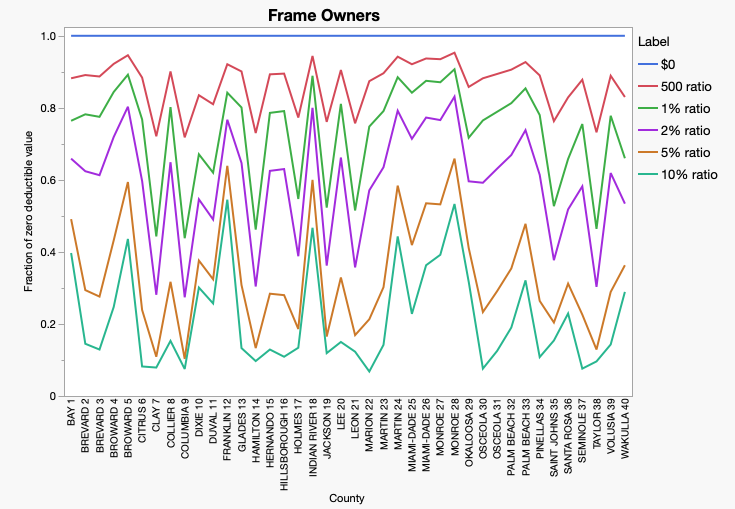 Frame Owners
Fraction of zero deductible value
1.0
0.8
0.6
0.4
0.2
0
BAY 1
BREVARD 2
BREVARD 3
BROWARD 4
BROWARD 5
CITRUS 6
CLAY 7
COLLIER 8
COLUMBIA 9
DIXIE 10
DUVAL 11
FRANKLIN 12
GLADES 13
HAMILTON 14
HERNANDO 15
HILLSBOROUGH 16
HOLMES 17
INDIAN RIVER 18
JACKSON 19
LEE 20
LEON 21
MARION 22
MARTIN 23
MARTIN 24
MIAMI-DADE 25
MIAMI-DADE 26
MONROE 27
MONROE 28
OKALOOSA 29
OSCEOLA 30
OSCEOLA 31
PALM BEACH 32
PALM BEACH 33
PINELLAS 34
SAINT JOHNS 35
SANTA ROSA 36
SEMINOLE 37
TAYLOR 38
VOLUSIA 39
WAKULLA 40
County
Label
$0
500 ratio
1% ratio
2% ratio
5% ratio
10% ratio